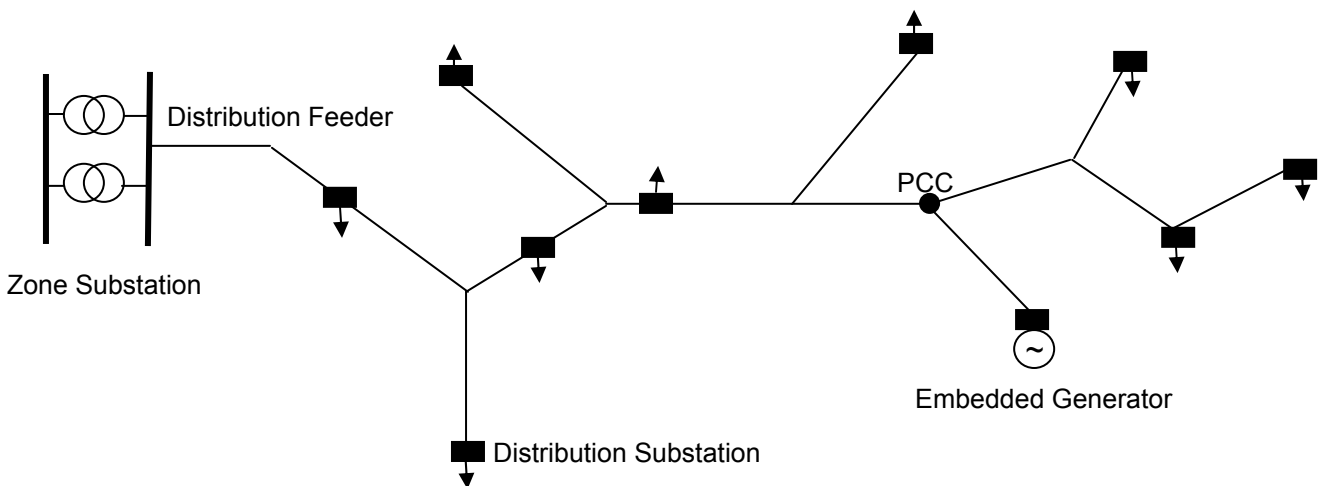 Distribution Feeder
PCC
Zone Substation
~
Embedded Generator
Distribution Substation